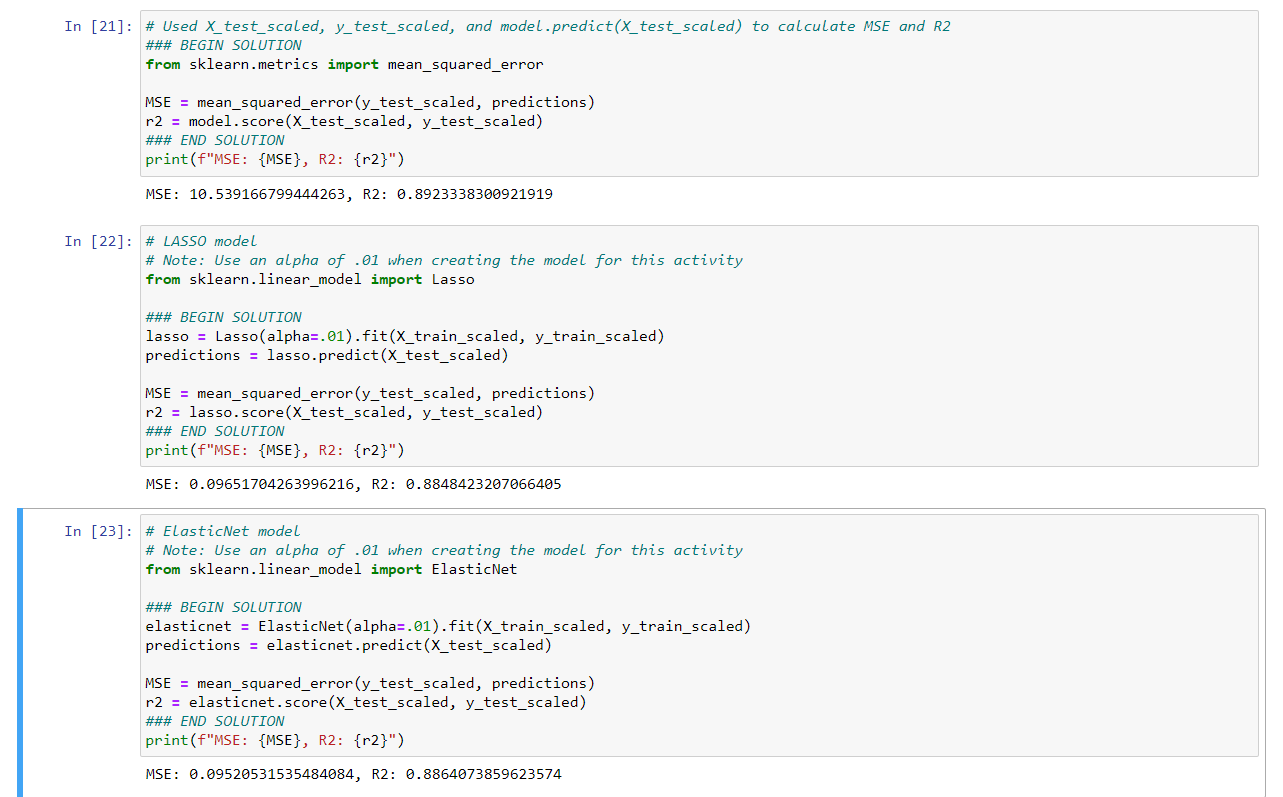 In [21]: # Used X_test_scaled, y_test_scaled, and model.predict(X_test_scaled) to calculate MSE and R2
### BEGIN SOLUTION
from sklearn.metrics import mean_squared_error
MSE = mean_squared_error(y_test_scaled, predictions)
r2 = model.score(X_test_scaled, y_test_scaled)
### END SOLUTION
print(f"MSE: {MSE}, R2: {r2}")
MSE: 10.539166799444263, R2: 0.8923338300921919
In [22]: # LASSO model
# Note: Use an alpha of .01 when creating the model for this activity
from sklearn.linear_model import Lasso
### BEGIN SOLUTION
lasso = Lasso(alpha=.01).fit(X_train_scaled, y_train_scaled)
predictions = lasso.predict(X_test_scaled)
MSE = mean_squared_error(y_test_scaled, predictions)
r2 = lasso.score(X_test_scaled, y_test_scaled)
### END SOLUTION
print(f"MSE: {MSE}, R2: {r2}")
MSE: 0.09651704263996216, R2: 0.8848423207066405
In [23]: # ElasticNet model
# Note: Use an alpha of .01 when creating the model for this activity
from sklearn.linear_model import ElasticNet
### BEGIN SOLUTION
elasticnet = ElasticNet(alpha=.01).fit(X_train_scaled, y_train_scaled)
predictions = elasticnet.predict(X_test_scaled)
MSE = mean_squared_error(y_test_scaled, predictions)
r2 = elasticnet.score(X_test_scaled, y_test_scaled)
### END SOLUTION
print(f"MSE: {MSE}, R2: {r2}")
MSE: 0.09520531535484084, R2: 0.8864073859623574